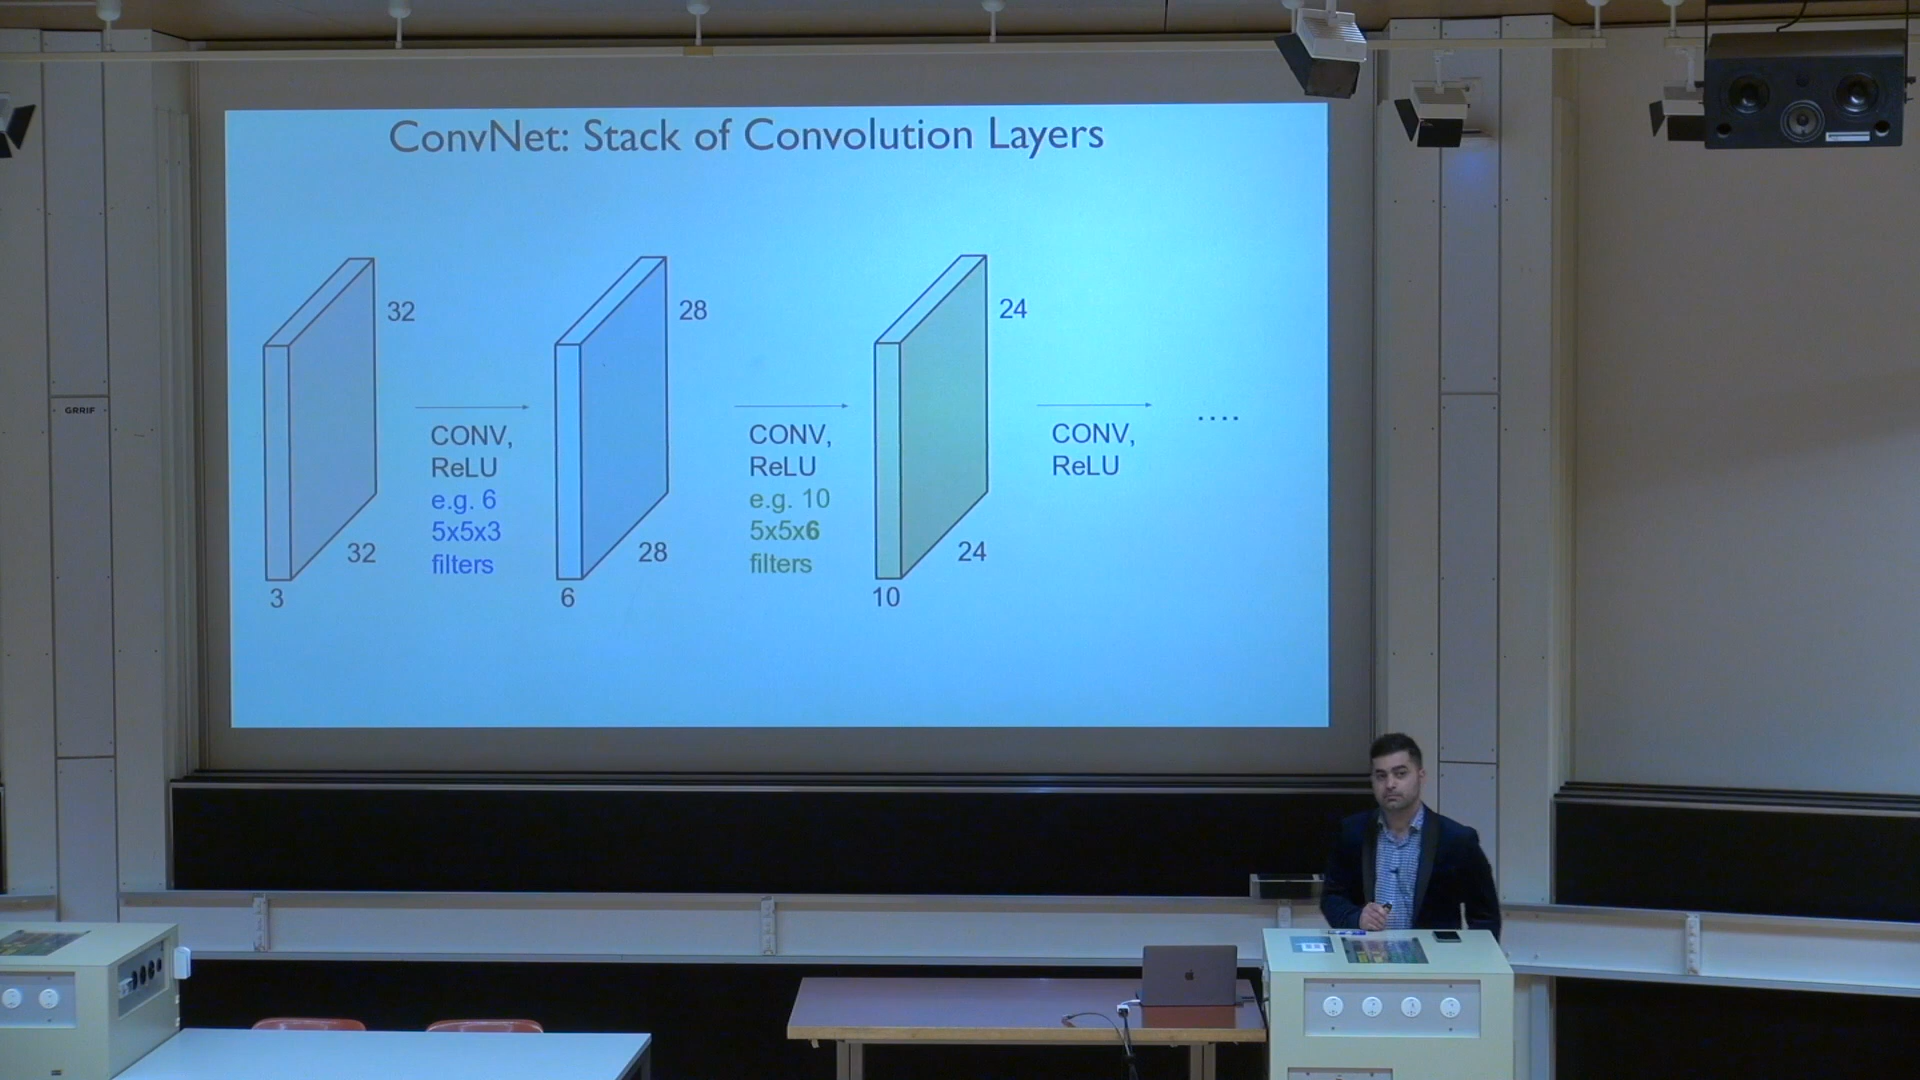 ConvNet: Stack of Convolution Layers
32
32
3
CONV,
ReLU
e.g. 6
5x5x3
filters
28
28
6
CONV,
ReLU
e.g. 10
5x5x6
filters
24
24
10
CONV,
ReLU
....
GRRIF